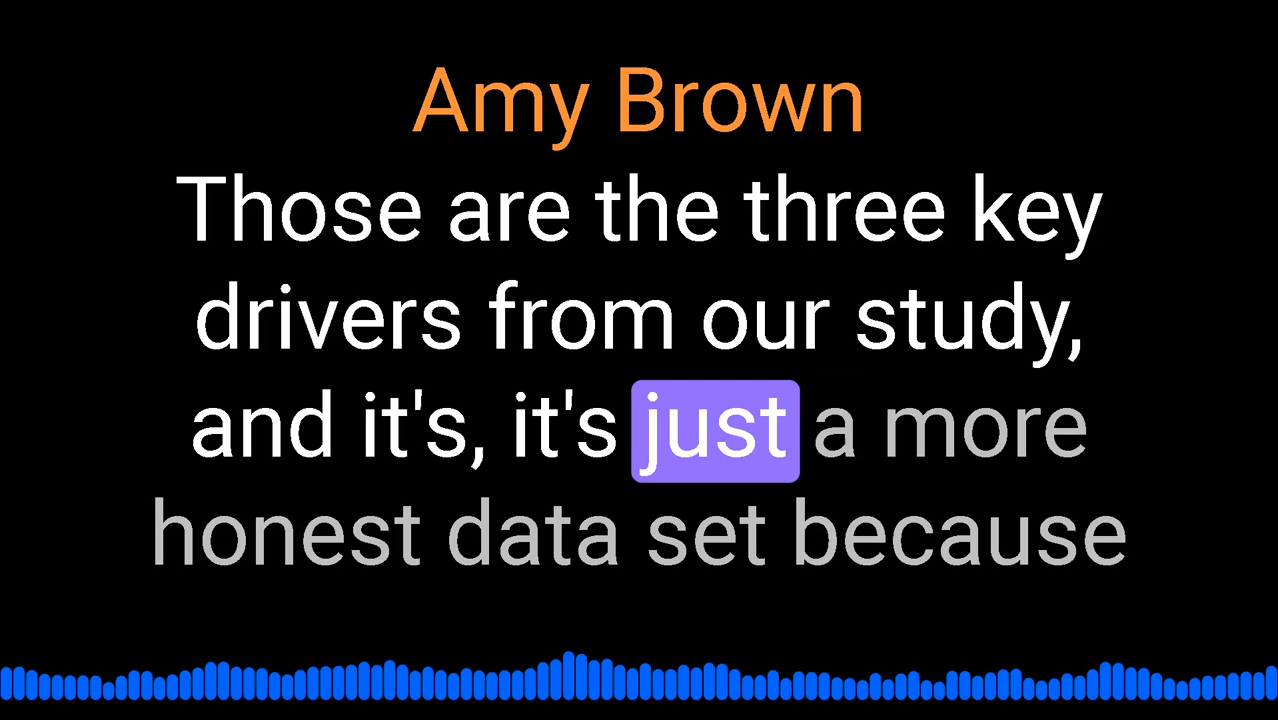 Amy Brown
Those are the three key
drivers from our study,
and it's, it's just a more
honest data set because